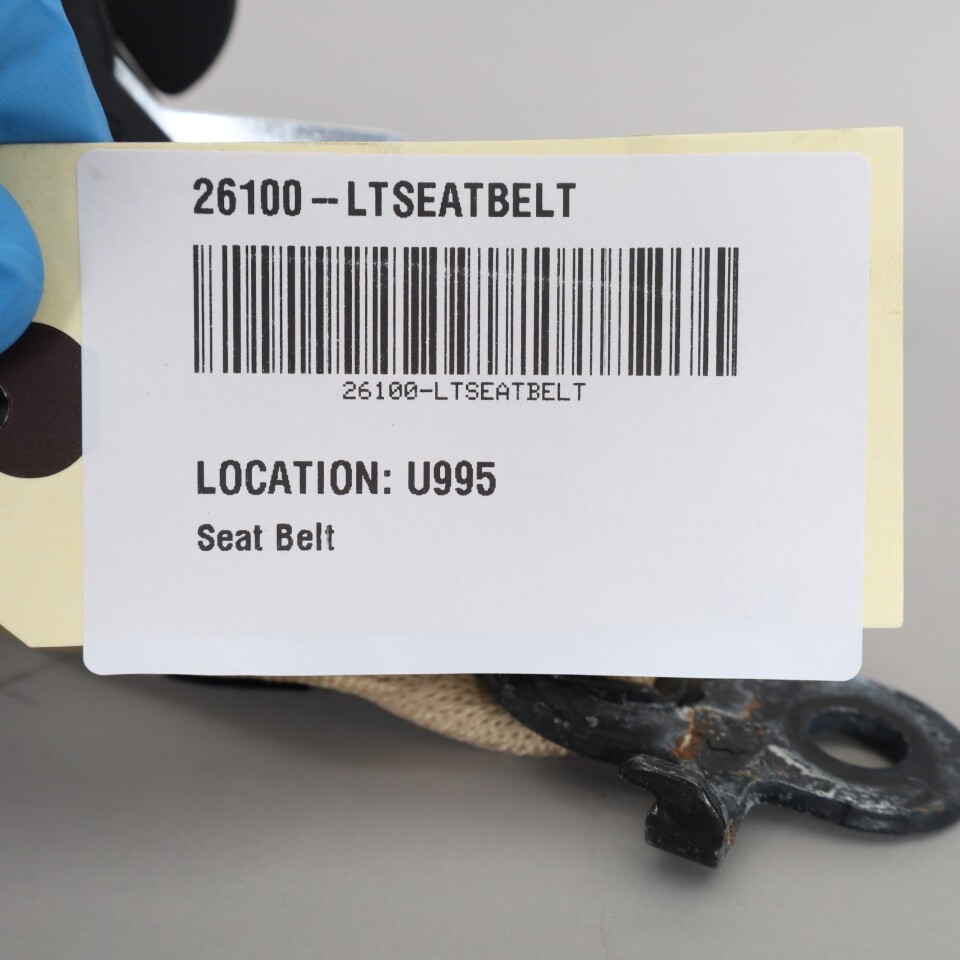 26100--LTSEATBELT
26100-LTSEATBELT
LOCATION: U995
Seat Belt